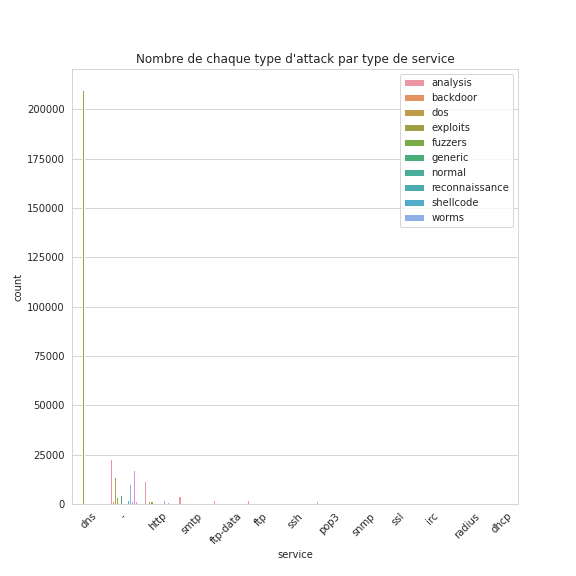 Nombre de chaque type d'attack par type de service
analysis
backdoor
dos
exploits
fuzzers
generic
normal
reconnaissance
shellcode
worms
200000
175000
150000
125000
100000
75000
50000
25000
0
count
dns
-
http
smtp
ftp-data
ftp
ssh
pop3
snmp
ssl
irc
radius
dhcp
service